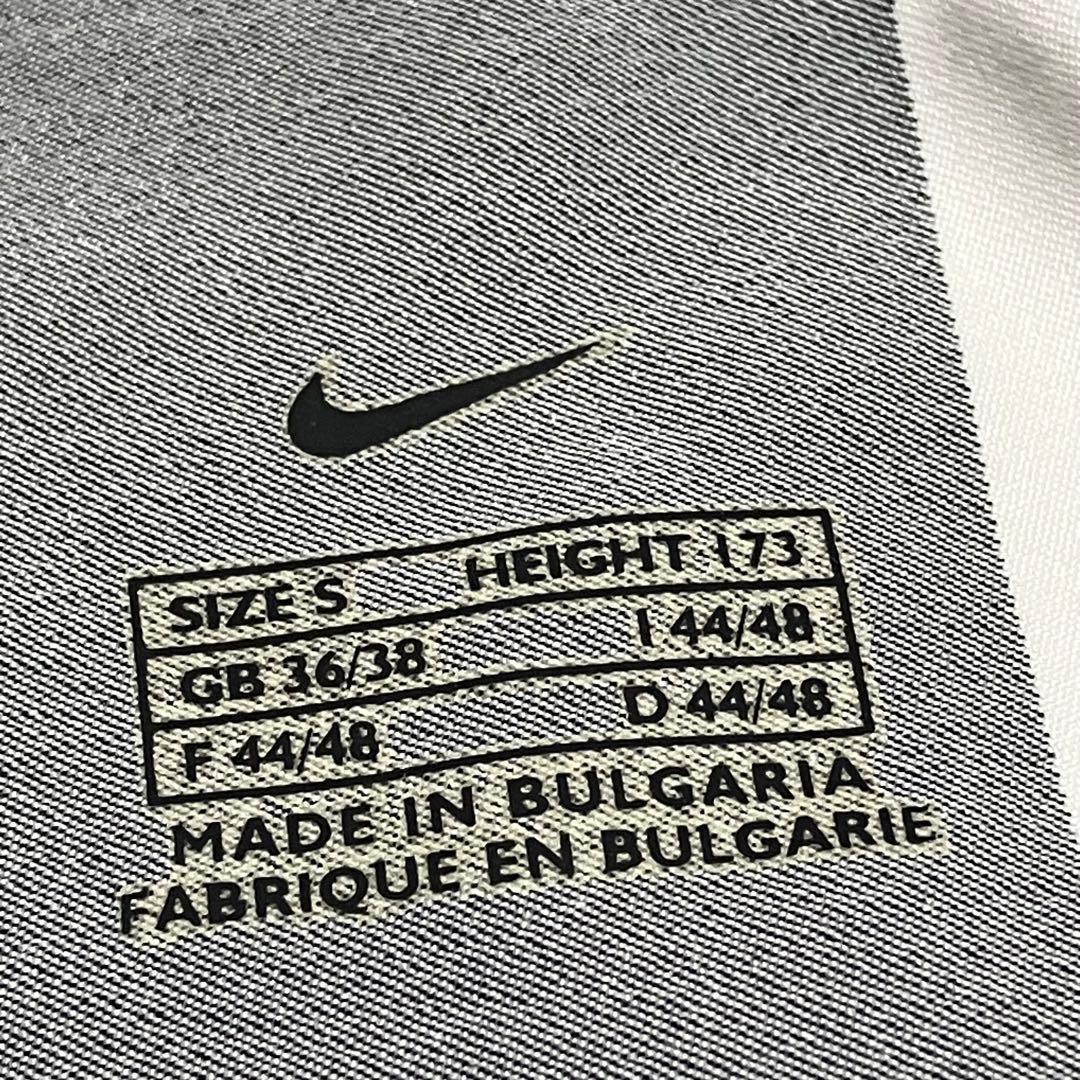 SIZE S HEIGHT 173
GB 36/38 I 44/48
F 44/48 D 44/48
MADE IN BULGARIA
FABRIQUE EN BULGARIE